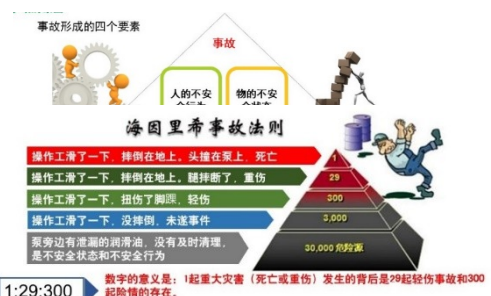 事故形成的四个要素
事故
人的不安
物的不安
海因里希事故法则
操作工滑了一下，摔倒在地上。头撞在泵上，死亡
操作工滑了一下，摔倒在地上。腿摔断了，重伤
操作工滑了一下，扭伤了脚踝，轻伤
操作工滑了一下，没摔倒，未遂事件
泵旁边有泄漏的润滑油，没有及时清理，
是不安全状态和不安全行为
1
29
300
3,000
30,000 危险源
1:29:300
数字的意义是：1起重大灾害（死亡或重伤）发生的背后是29起轻伤事故和300
起险情的存在。